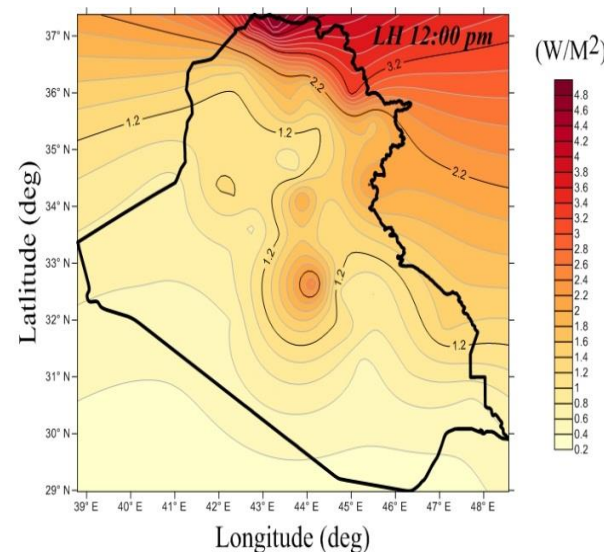 LH 12:00 pm
(W/M2)
37° N
36° N
35° N
34° N
33° N
32° N
31° N
30° N
29° N
Latlitude (deg)
39° E 40° E 41° E 42° E 43° E 44° E 45° E 46° E 47° E 48° E
Longitude (deg)
3.2
2.2
1.2
1.2
2.2
1.2
1.2
1.2
4.8
4.6
4.4
4.2
4
3.8
3.6
3.4
3.2
3
2.8
2.6
2.4
2.2
2
1.8
1.6
1.4
1.2
1
0.8
0.6
0.4
0.2